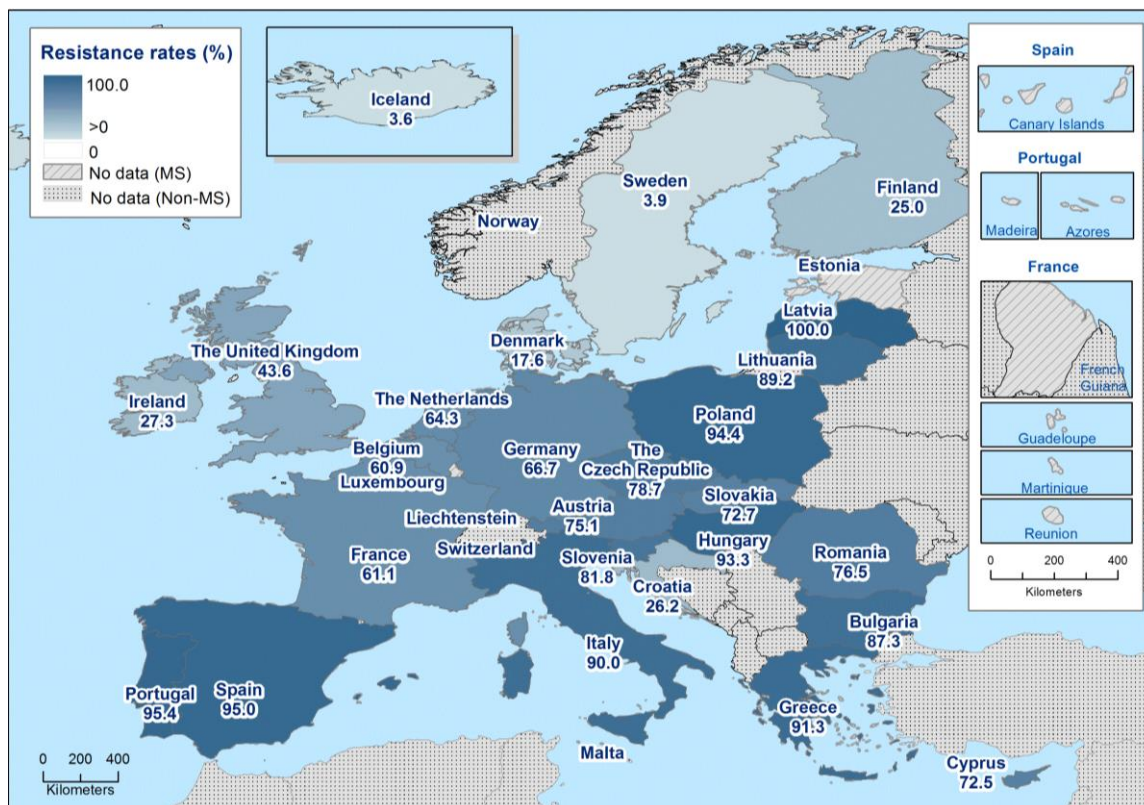 Resistance rates (%)
100.0
>0
0
No data (MS)
No data (Non-MS)
Iceland
3.6
Norway
Sweden
3.9
Finland
25.0
Estonia
Latvia
100.0
Lithuania
89.2
Denmark
17.6
The United Kingdom
43.6
Ireland
27.3
The Netherlands
64.3
Belgium
60.9
Luxembourg
Germany
66.7
Poland
94.4
The
Czech Republic
78.7
Slovakia
72.7
Austria
75.1
Liechtenstein
Switzerland
France
61.1
Slovenia
81.8
Hungary
93.3
Croatia
26.2
Romania
76.5
Bulgaria
87.3
Italy
90.0
Portugal
95.4
Spain
95.0
Greece
91.3
Malta
Cyprus
72.5
0 200 400
Kilometers
Spain
Canary Islands
Portugal
Madeira
Azores
France
French
Guiana
Guadeloupe
Martinique
Reunion
0 200 400
Kilometers